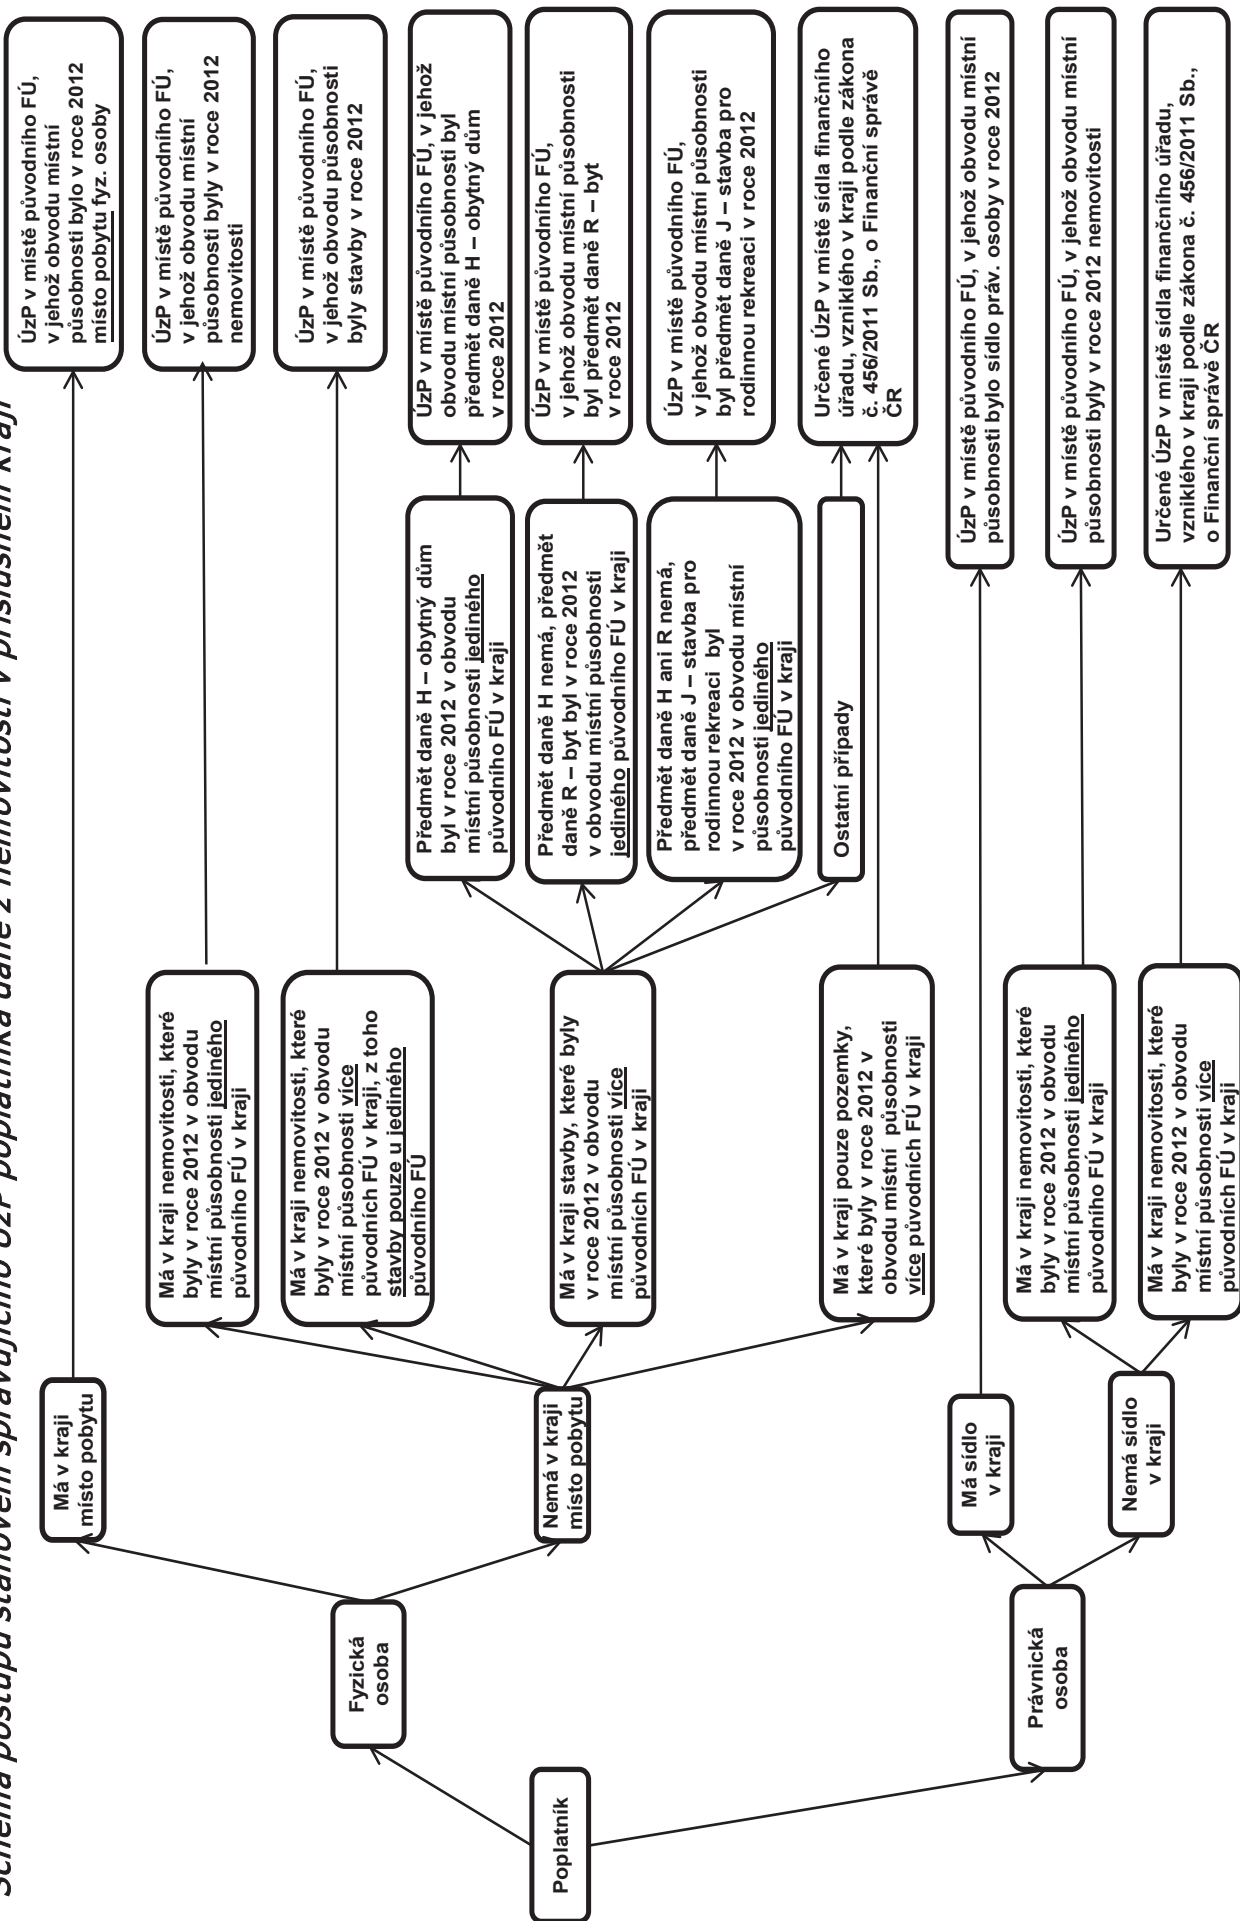 Schéma postupu stanovení spravujícího ÚzP poplatníka daně z nemovitostí v příslušném kraji
Poplatník
Fyzická
osoba
Právnická
osoba
Má v kraji
místo pobytu
Nemá v kraji
místo pobytu
Má sídlo
v kraji
Nemá sídlo
v kraji
Má v kraji nemovitosti, které
byly v roce 2012 v obvodu
místní působnosti jediného
původního FÚ v kraji
Má v kraji nemovitosti, které
byly v roce 2012 v obvodu
místní působnosti více
původních FÚ v kraji, z toho
stavby pouze u jediného
původního FÚ
Má v kraji stavby, které byly
v roce 2012 v obvodu
místní působnosti více
původních FÚ v kraji
Má v kraji pouze pozemky,
které byly v roce 2012 v
obvodu místní působnosti
více původních FÚ v kraji
Má v kraji nemovitosti, které
byly v roce 2012 v obvodu
místní působnosti jediného
původního FÚ v kraji
Má v kraji nemovitosti, které
byly v roce 2012 v obvodu
místní působnosti více
původních FÚ v kraji
Předmět daně H – obytný dům
byl v roce 2012 v obvodu
místní působnosti jediného
původního FÚ v kraji
Předmět daně H nemá, předmět
daně R – byt byl v roce 2012
v obvodu místní působnosti
jediného původního FÚ v kraji
Předmět daně H ani R nemá,
předmět daně J – stavba pro
rodinnou rekreaci byl
v roce 2012 v obvodu místní
působnosti jediného
původního FÚ v kraji
Ostatní případy
ÚzP v místě původního FÚ,
v jehož obvodu místní
působnosti bylo v roce 2012
místo pobytu fyz. osoby
ÚzP v místě původního FÚ,
v jehož obvodu místní
působnosti byly v roce 2012
nemovitosti
ÚzP v místě původního FÚ,
v jehož obvodu působnosti
byly stavby v roce 2012
ÚzP v místě původního FÚ, v jehož
obvodu místní působnosti byl
předmět daně H – obytný dům
v roce 2012
ÚzP v místě původního FÚ,
v jehož obvodu místní působnosti
byl předmět daně R – byt
v roce 2012
ÚzP v místě původního FÚ,
v jehož obvodu místní působnosti
byl předmět daně J – stavba pro
rodinnou rekreaci v roce 2012
Určené ÚzP v místě sídla finančního
úřadu, vzniklého v kraji podle zákona
č. 456/2011 Sb., o Finanční správě
ČR
ÚzP v místě původního FÚ, v jehož obvodu místní
působnosti bylo sídlo práv. osoby v roce 2012
ÚzP v místě původního FÚ, v jehož obvodu místní
působnosti byly v roce 2012 nemovitosti
Určené ÚzP v místě sídla finančního úřadu,
vzniklého v kraji podle zákona č. 456/2011 Sb.,
o Finanční správě ČR